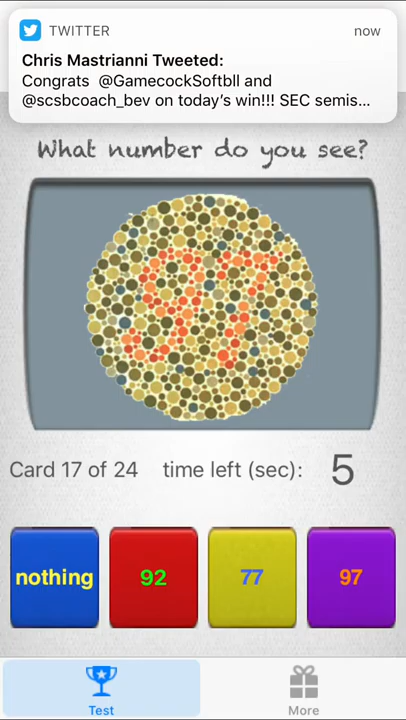 TWITTER now
Chris Mastrianni Tweeted:
Congrats @GamecockSoftbll and
@scsbcoach_bev on today's win!!! SEC semis...
What number do you see?
97
Card 17 of 24 time left (sec): 5
nothing 92 77 97
Test More